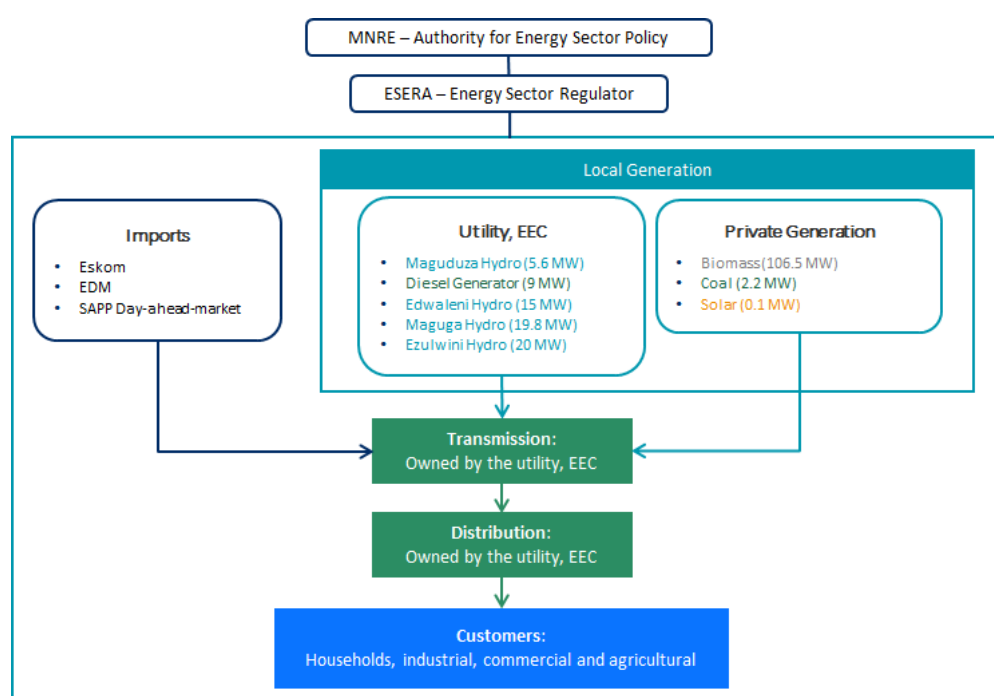 MNRE – Authority for Energy Sector Policy
ESERA – Energy Sector Regulator
Local Generation
Imports
• Eskom
• EDM
• SAPP Day-ahead-market
Utility, EEC
• Maguduza Hydro (5.6 MW)
• Diesel Generator (9 MW)
• Edwaleni Hydro (15 MW)
• Maguga Hydro (19.8 MW)
• Ezulwini Hydro (20 MW)
Private Generation
• Biomass(106.5 MW)
• Coal (2.2 MW)
• Solar (0.1 MW)
Transmission:
Owned by the utility, EEC
Distribution:
Owned by the utility, EEC
Customers:
Households, industrial, commercial and agricultural